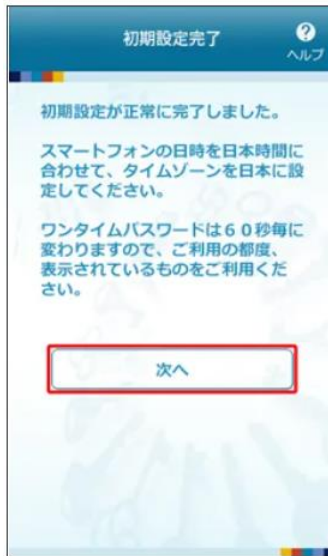 初期設定完了
?
ヘルプ
初期設定が正常に完了しました。
スマートフォンの日時を日本時間に
合わせて、タイムゾーンを日本に設
定してください。
ワンタイムパスワードは６０秒毎に
変わりますので、ご利用の都度、
表示されているものをご利用くだ
さい。
次へ